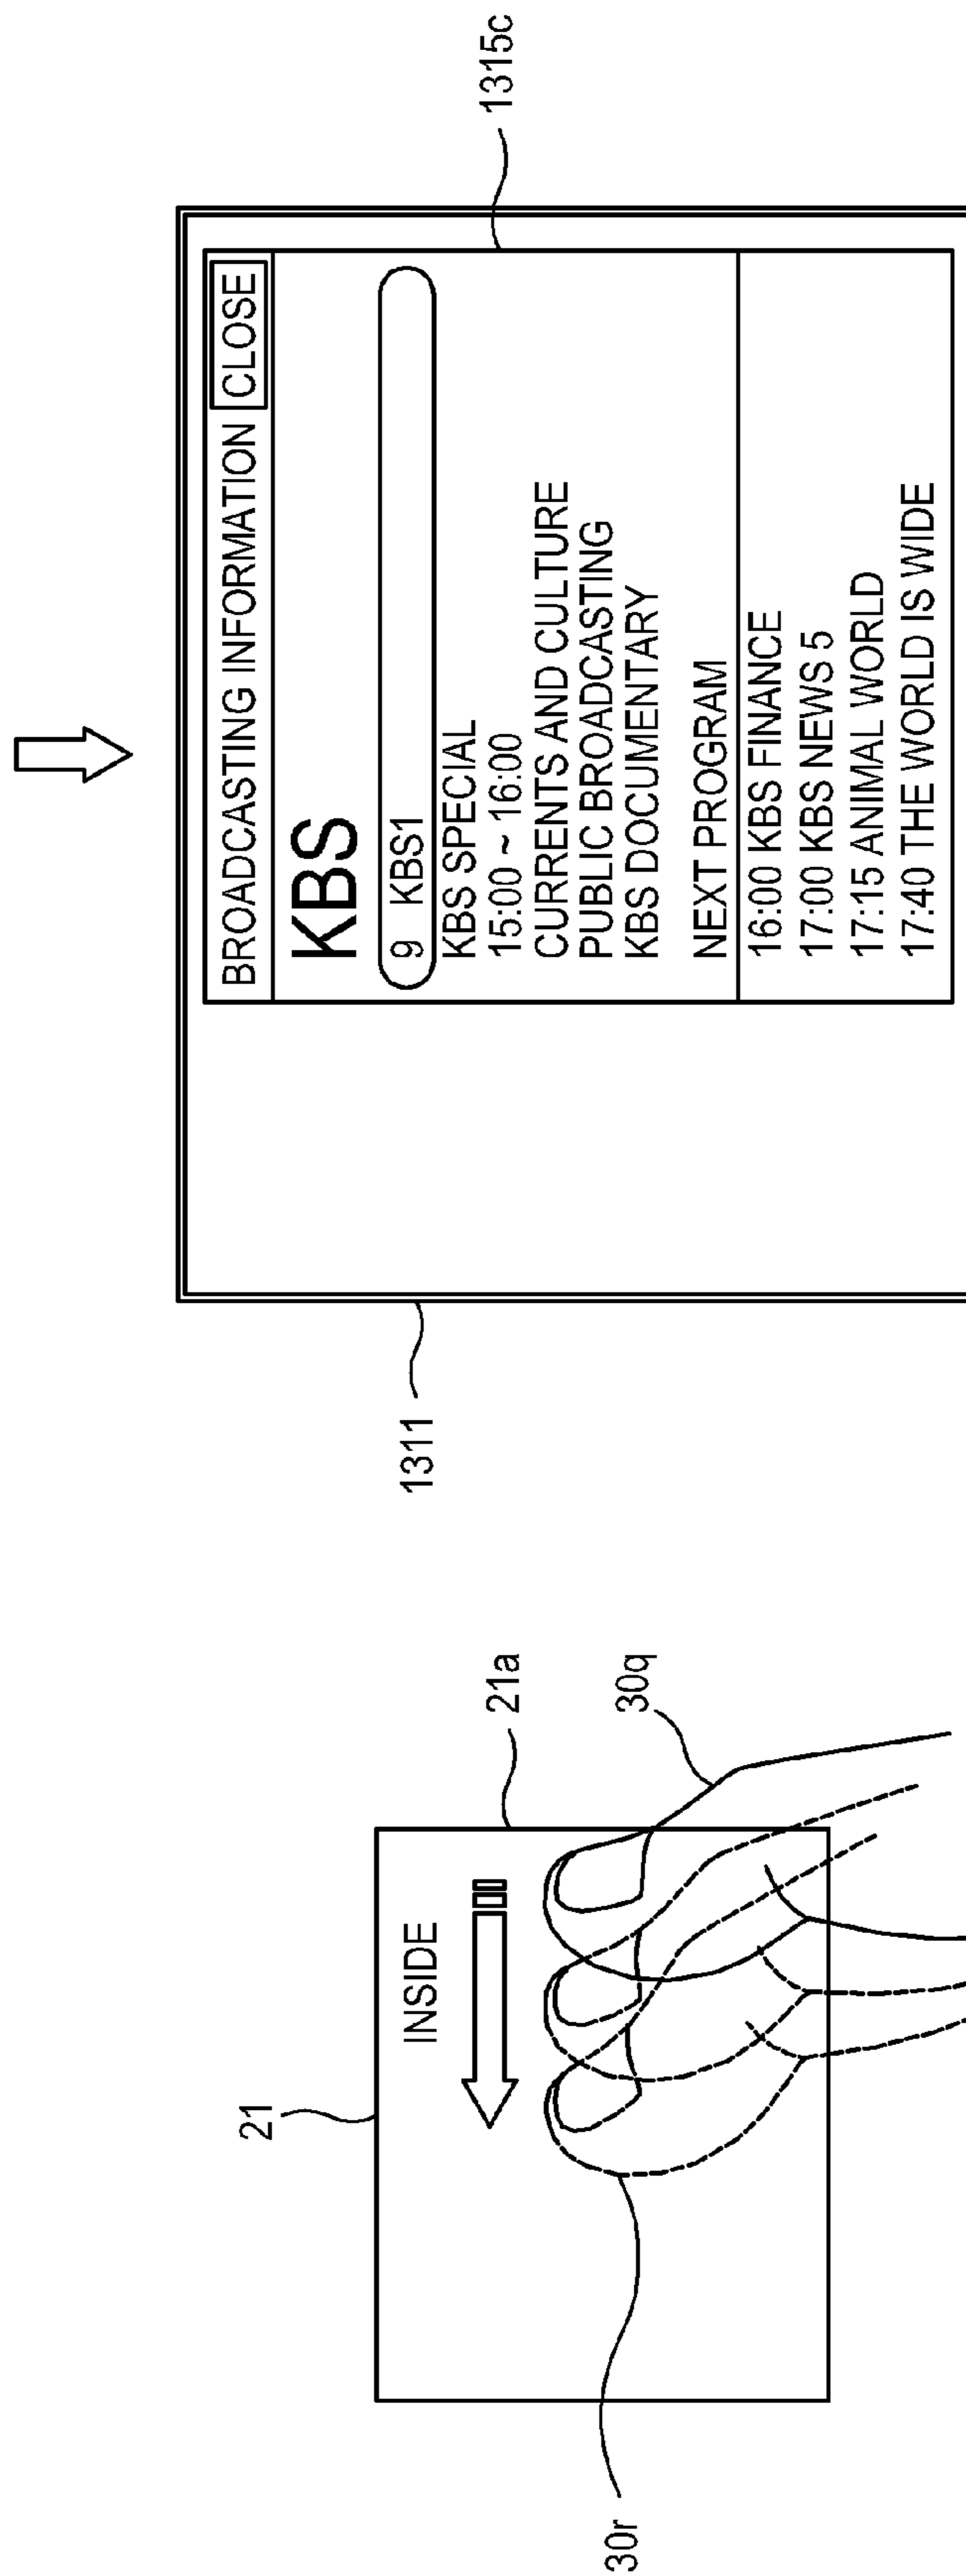 21
INSIDE
21a
30q
30r
1311
BROADCASTING INFORMATION CLOSE
KBS
9 KBS1
KBS SPECIAL
15:00 ~ 16:00
CURRENTS AND CULTURE
PUBLIC BROADCASTING
KBS DOCUMENTARY
NEXT PROGRAM
16:00 KBS FINANCE
17:00 KBS NEWS 5
17:15 ANIMAL WORLD
17:40 THE WORLD IS WIDE
1315c